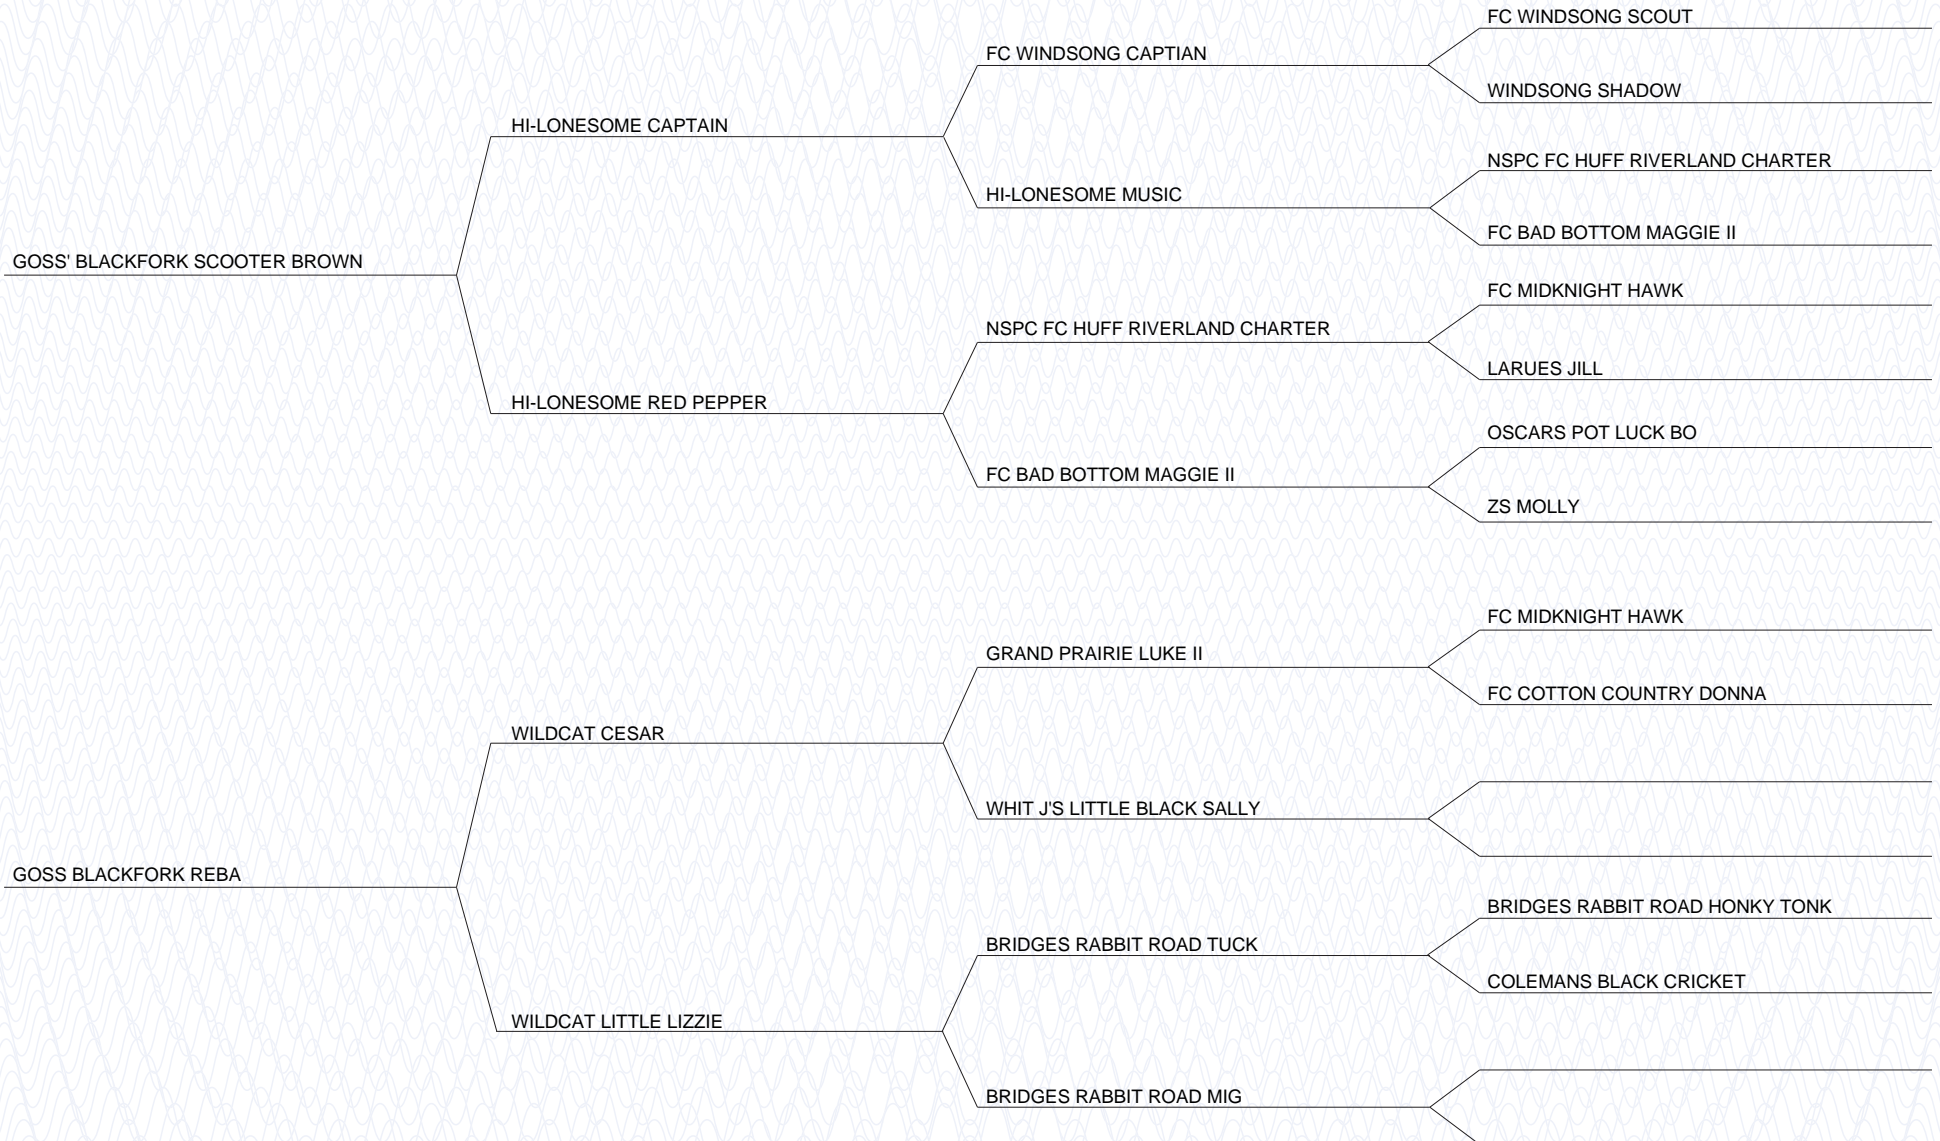 FC WINDSONG SCOUT
FC WINDSONG CAPTIAN
WINDSONG SHADOW
HI-LONESOME CAPTAIN
NSPC FC HUFF RIVERLAND CHARTER
HI-LONESOME MUSIC
FC BAD BOTTOM MAGGIE II
GOSS' BLACKFORK SCOOTER BROWN
FC MIDKNIGHT HAWK
NSPC FC HUFF RIVERLAND CHARTER
LARUES JILL
HI-LONESOME RED PEPPER
OSCARS POT LUCK BO
FC BAD BOTTOM MAGGIE II
ZS MOLLY
FC MIDKNIGHT HAWK
GRAND PRAIRIE LUKE II
FC COTTON COUNTRY DONNA
WILDCAT CESAR
WHIT J'S LITTLE BLACK SALLY
GOSS BLACKFORK REBA
BRIDGES RABBIT ROAD HONKY TONK
BRIDGES RABBIT ROAD TUCK
COLEMANS BLACK CRICKET
WILDCAT LITTLE LIZZIE
BRIDGES RABBIT ROAD MIG